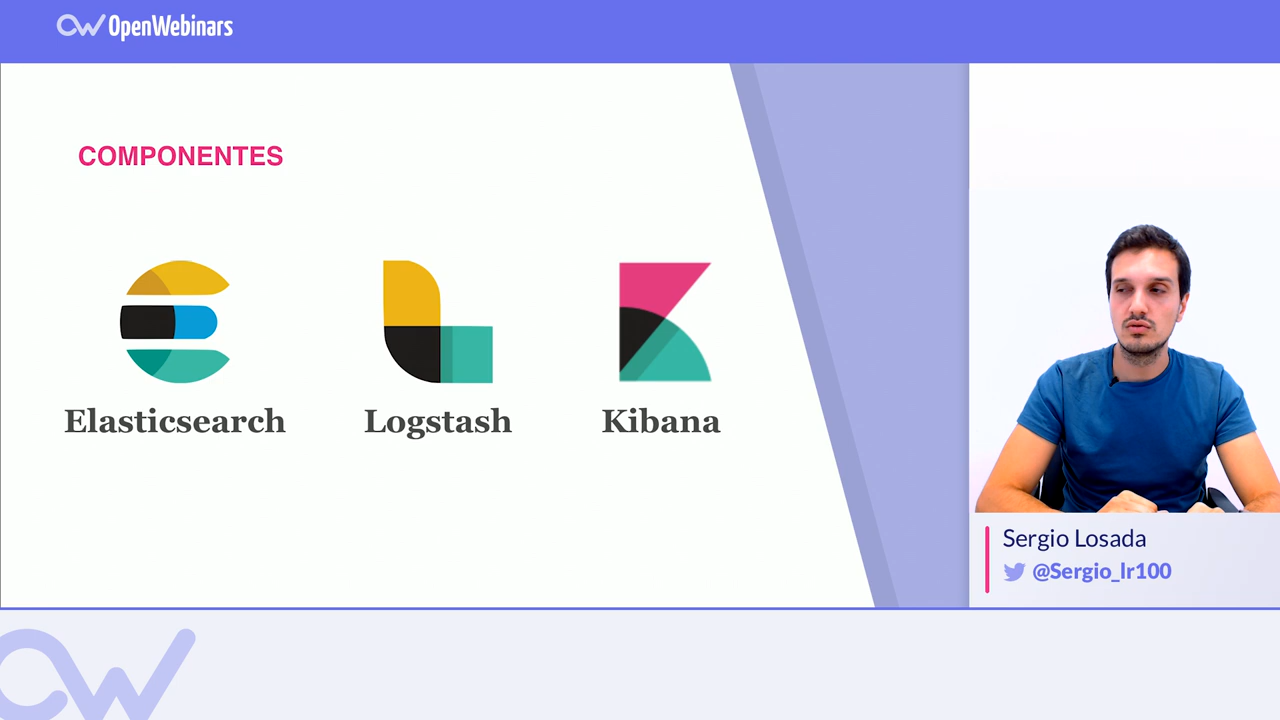 OpenWebinars
COMPONENTES
Elasticsearch
Logstash
Kibana
Sergio Losada
@Sergio_lr100